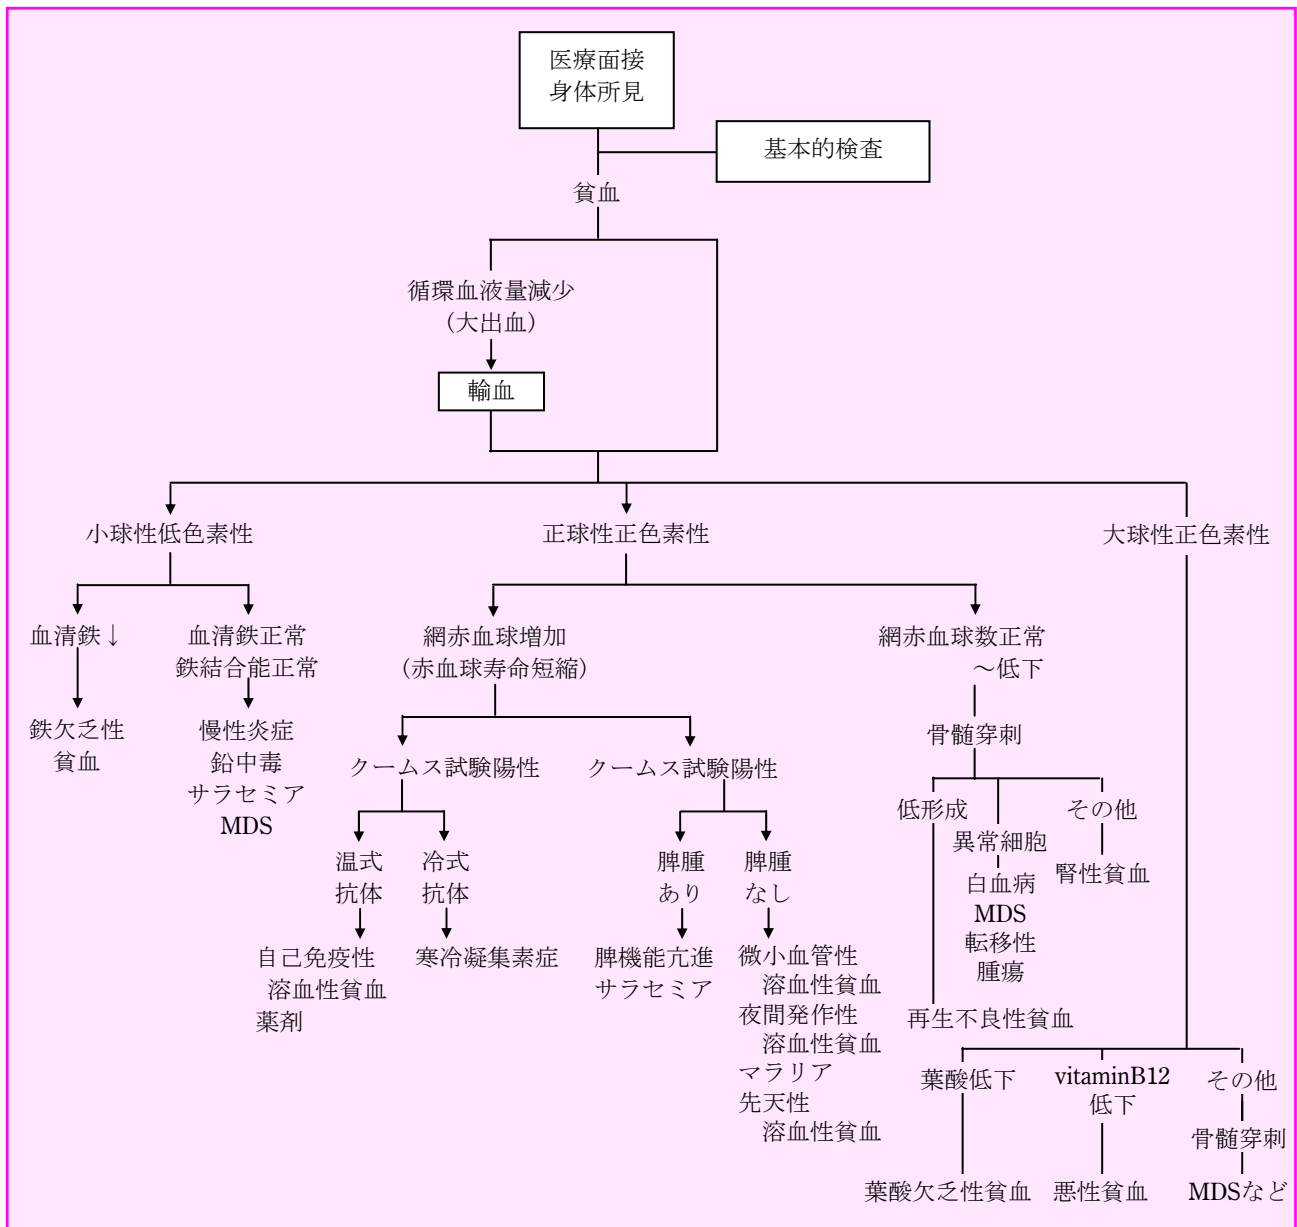 医療面接
身体所見
基本的検査
貧血
循環血液量減少
（大出血）
輸血
小球性低色素性
正球性正色素性
大球性正色素性
血清鉄↓
血清鉄正常
鉄結合能正常
網赤血球増加
（赤血球寿命短縮）
網赤血球数正常
～低下
鉄欠乏性
貧血
慢性炎症
鉛中毒
サラセミア
MDS
クームス試験陽性
クームス試験陽性
骨髄穿刺
低形成
異常細胞
その他
温式
抗体
冷式
抗体
脾腫
あり
脾腫
なし
白血病
MDS
転移性
腫瘍
腎性貧血
自己免疫性
溶血性貧血
薬剤
寒冷凝集素症
脾機能亢進
サラセミア
微小血管性
溶血性貧血
夜間発作性
溶血性貧血
マラリア
先天性
溶血性貧血
再生不良性貧血
葉酸低下
vitaminB12
低下
その他
骨髄穿刺
葉酸欠乏性貧血
悪性貧血
MDSなど